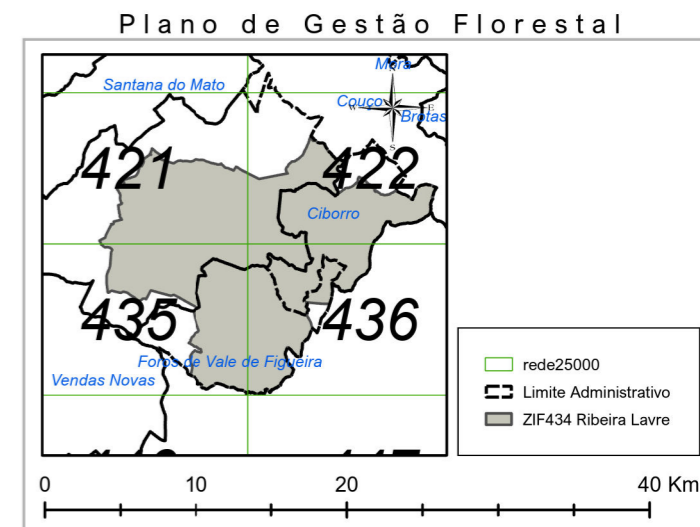 Plano de Gestão Florestal
Mora
Santana do Mato
Couço
W
E
Brotas
S
421
422
Ciborro
435
436
Foros de Vale de Figueira
Vendas Novas
rede25000
Limite Administrativo
ZIF434 Ribeira Lavre
0
10
20
40 Km